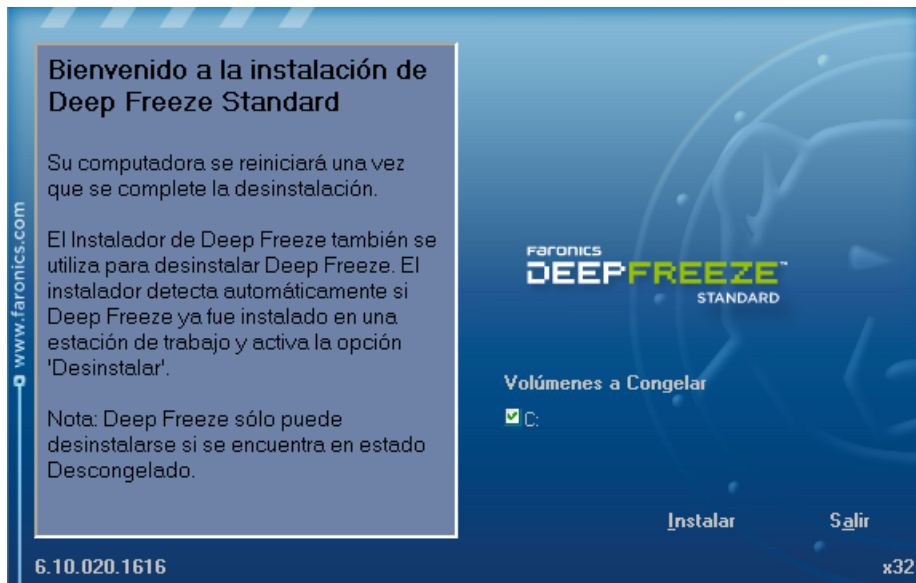 Bienvenido a la instalación de
Deep Freeze Standard
Su computadora se reiniciará una vez
que se complete la desinstalación.
El Instalador de Deep Freeze también se
utiliza para desinstalar Deep Freeze. El
instalador detecta automáticamente si
Deep Freeze ya fue instalado en una
estación de trabajo y activa la opción
'Desinstalar'.
Nota: Deep Freeze sólo puede
desinstalarse si se encuentra en estado
Descongelado.
www.faronics.com
Faronics
DEEPFREEZE™
STANDARD
Volúmenes a Congelar
C:
Instalar
Salir
6.10.020.1616
x32